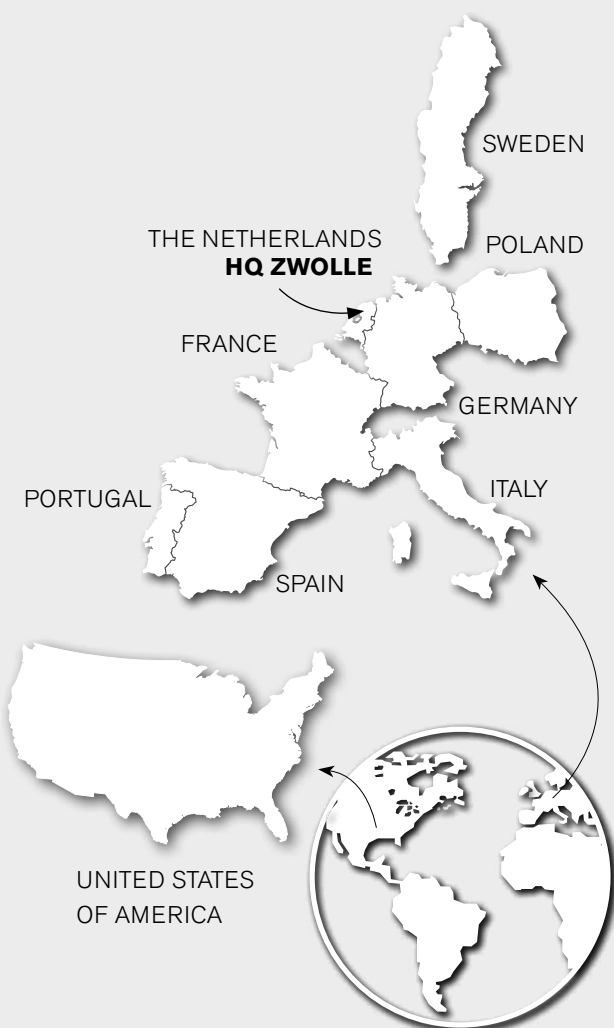 SWEDEN
THE NETHERLANDS
HQ ZWOLLE
POLAND
FRANCE
GERMANY
PORTUGAL
ITALY
SPAIN
UNITED STATES
OF AMERICA